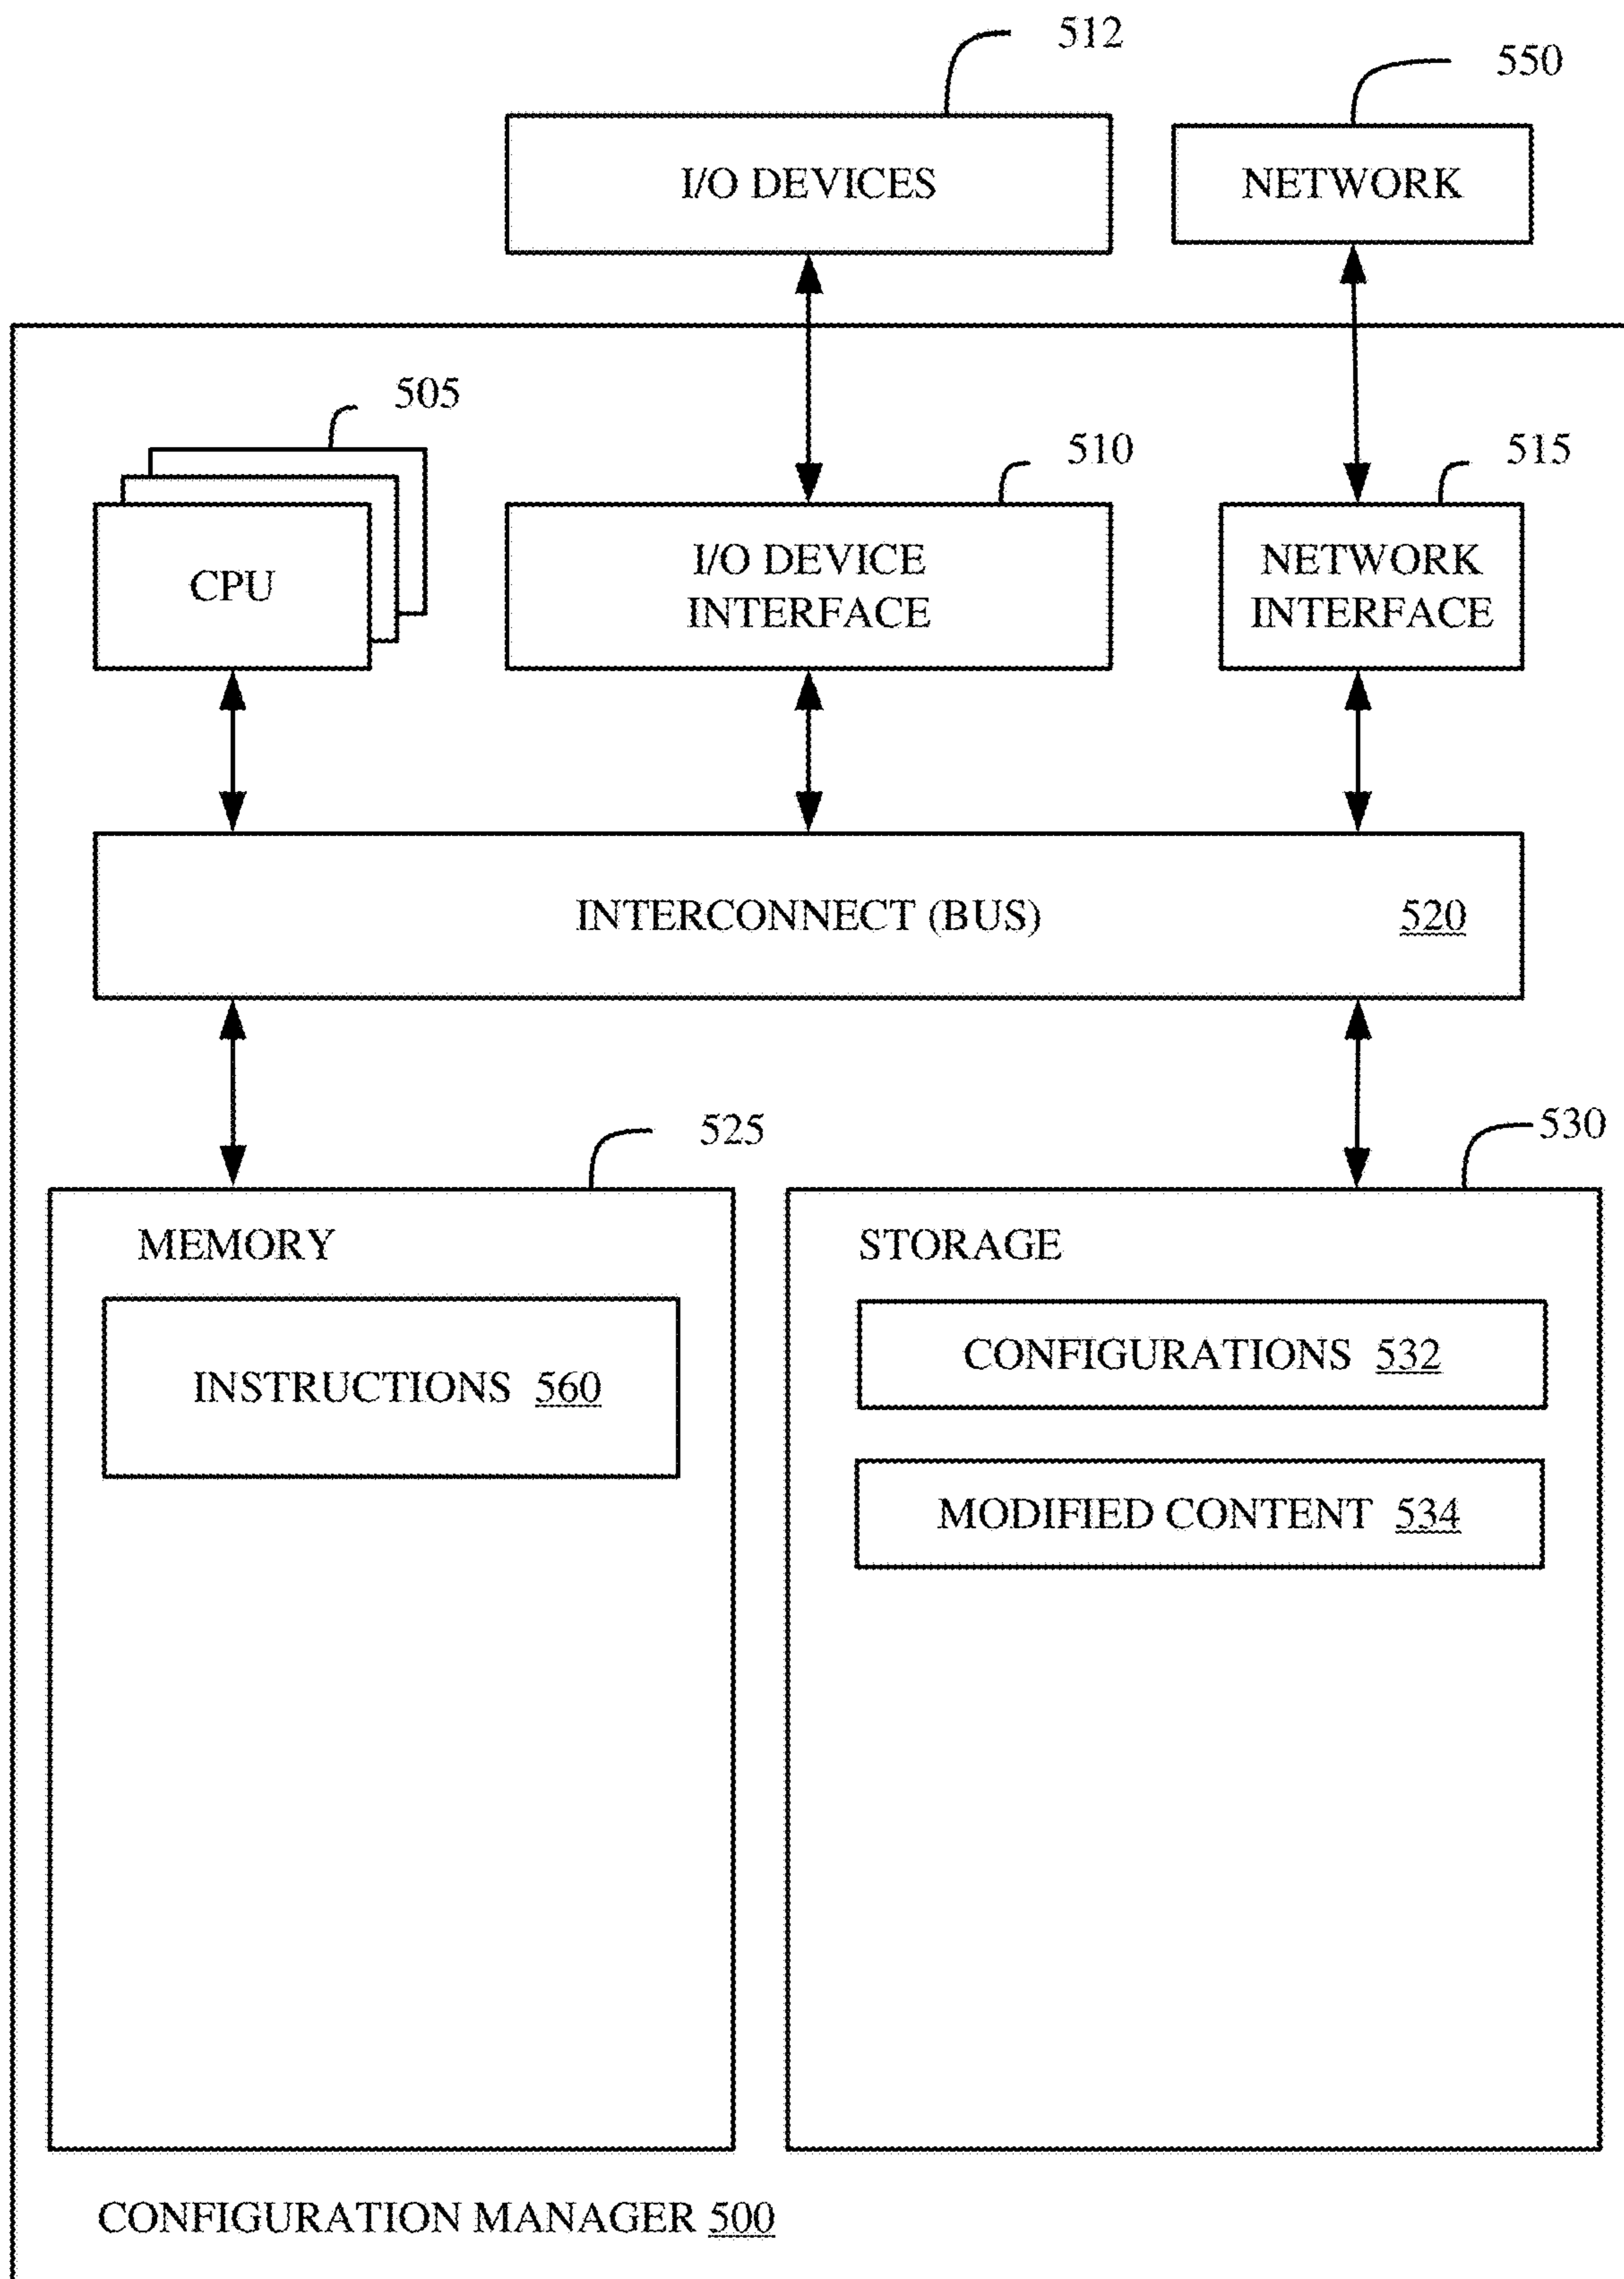 512
550
I/O DEVICES
NETWORK
505
510
515
CPU
I/O DEVICE
INTERFACE
NETWORK
INTERFACE
INTERCONNECT (BUS) 520
525
530
MEMORY
INSTRUCTIONS 560
STORAGE
CONFIGURATIONS 532
MODIFIED CONTENT 534
CONFIGURATION MANAGER 500